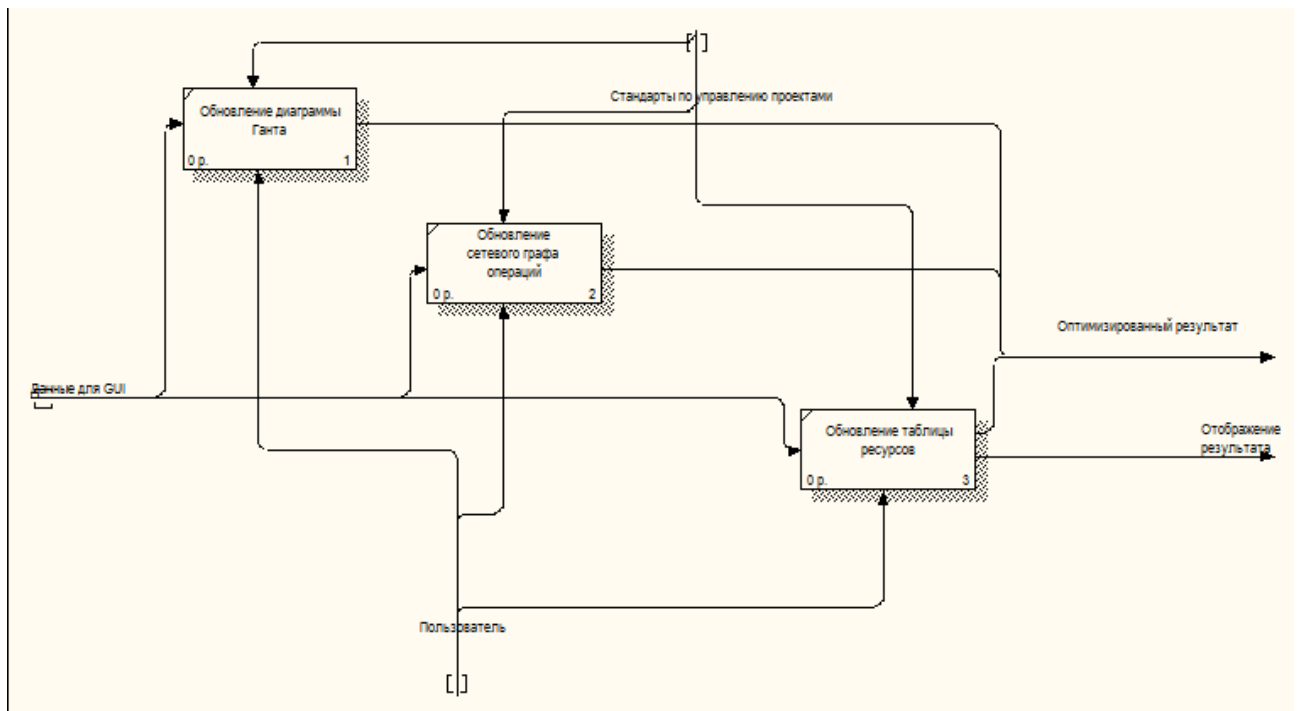 Стандарты по управлению проектами
Обновление диаграммы
Ганта
0 р. 1
Обновление
сетевого графа
операций
0 р. 2
Оптимизированный результат
Данные для GUI
Обновление таблицы
ресурсов
0 р. 3
Отображение
результата
Пользователь